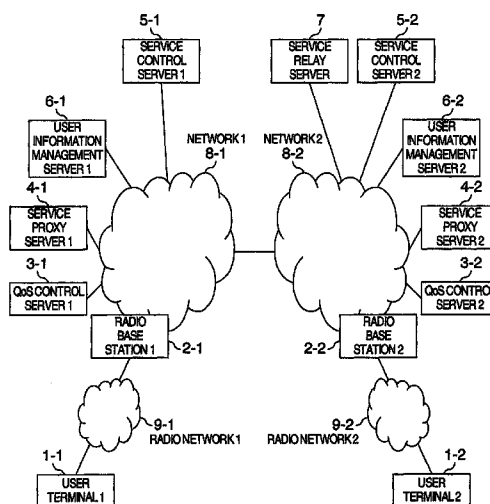 5-1
7
5-2
SERVICE
CONTROL
SERVER 1
SERVICE
RELAY
SERVER
SERVICE
CONTROL
SERVER 2
6-1
USER
INFORMATION
MANAGEMENT
SERVER 1
NETWORK 1
8-1
NETWORK 2
8-2
6-2
USER
INFORMATION
MANAGEMENT
SERVER 2
4-1
SERVICE
PROXY
SERVER 1
4-2
SERVICE
PROXY
SERVER 2
3-1
QoS CONTROL
SERVER 1
3-2
QoS CONTROL
SERVER 2
RADIO
BASE
STATION 1
2-1
2-2
RADIO
BASE
STATION 2
9-1
RADIO NETWORK 1
9-2
RADIO NETWORK 2
1-1
USER
TERMINAL 1
1-2
USER
TERMINAL 2